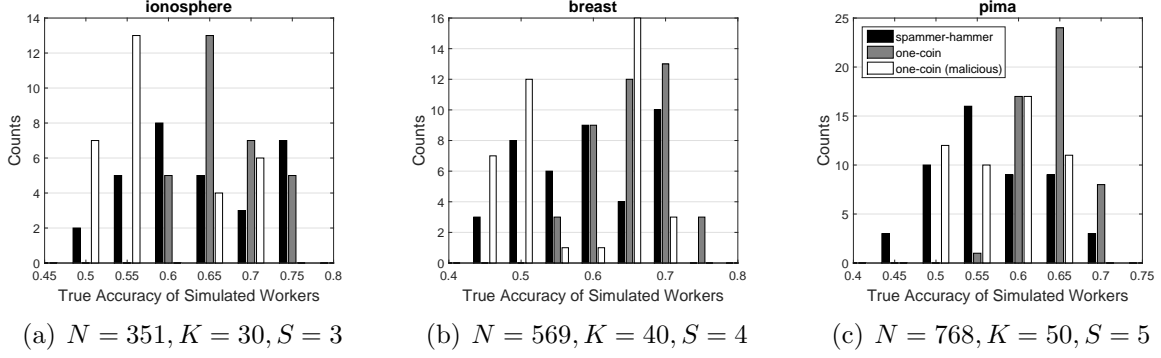 ionosphere
14
12
10
8
6
4
2
0
Counts
0.45 0.5 0.55 0.6 0.65 0.7 0.75 0.8
True Accuracy of Simulated Workers
(a) N = 351, K = 30, S = 3
breast
16
14
12
10
8
6
4
2
0
Counts
0.4 0.5 0.6 0.7 0.8
True Accuracy of Simulated Workers
(b) N = 569, K = 40, S = 4
pima
25
20
15
10
5
0
Counts
spammer-hammer
one-coin
one-coin (malicious)
0.4 0.45 0.5 0.55 0.6 0.65 0.7 0.75
True Accuracy of Simulated Workers
(c) N = 768, K = 50, S = 5